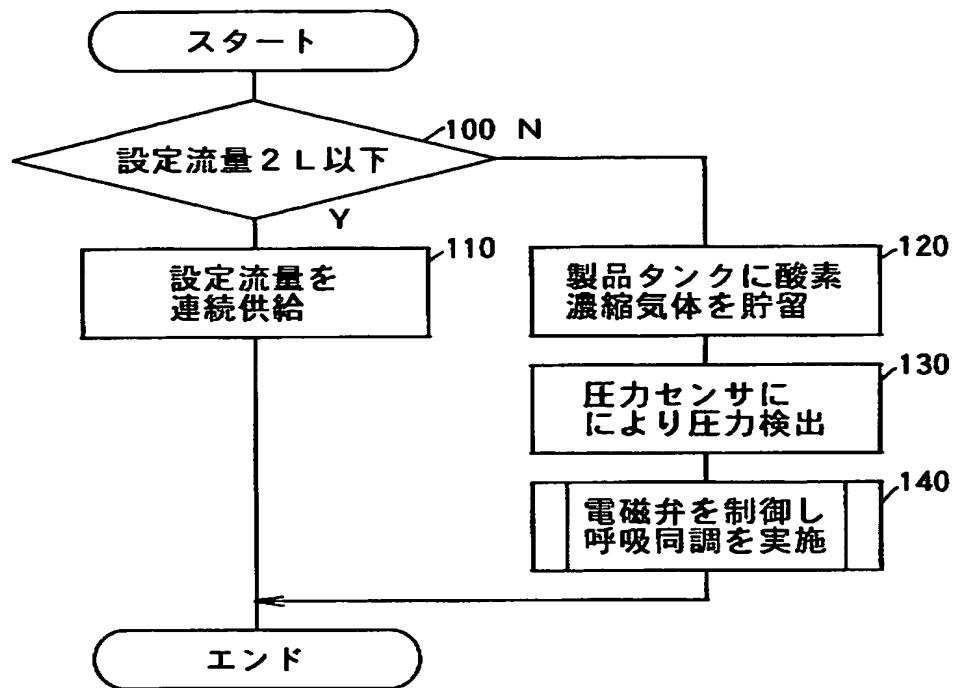 スタート
100 N
設定流量2L以下
Y
110
設定流量を
連続供給
120
製品タンクに酸素
濃縮気体を貯留
130
圧力センサに
により圧力検出
140
電磁弁を制御し
呼吸同調を実施
エンド